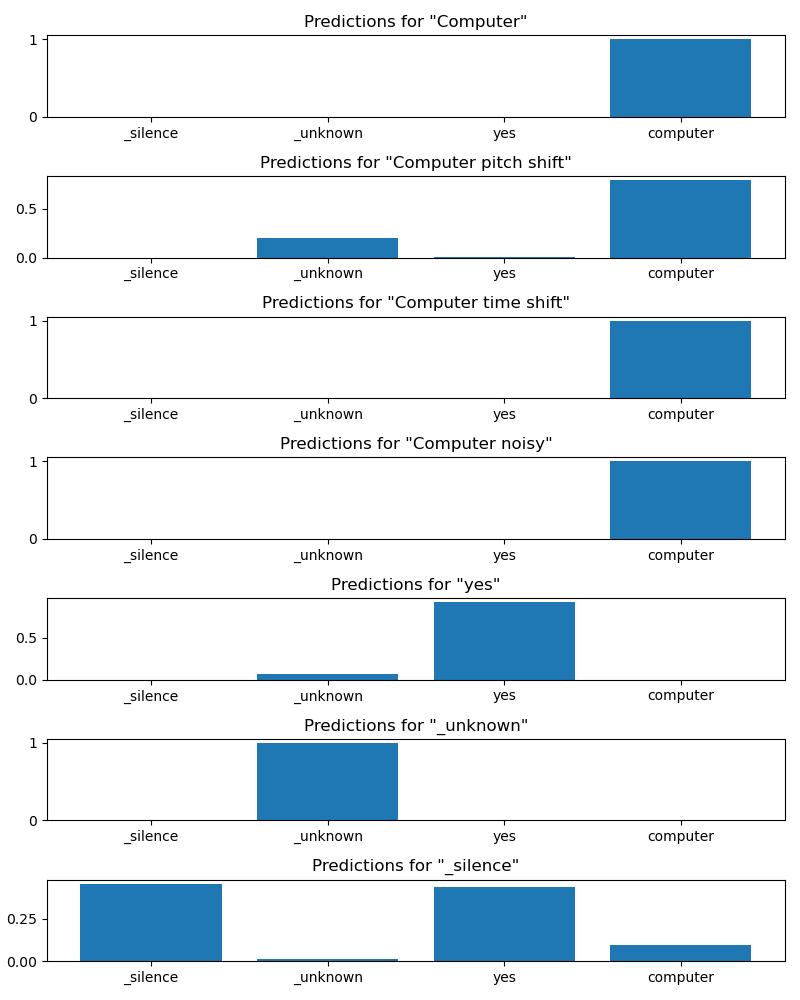 Predictions for "Computer"
1
0
_silence _unknown yes computer
Predictions for "Computer pitch shift"
0.5
0.0
_silence _unknown yes computer
Predictions for "Computer time shift"
1
0
_silence _unknown yes computer
Predictions for "Computer noisy"
1
0
_silence _unknown yes computer
Predictions for "yes"
0.5
0.0
_silence _unknown yes computer
Predictions for "_unknown"
1
0
_silence _unknown yes computer
Predictions for "_silence"
0.25
0.00
_silence _unknown yes computer